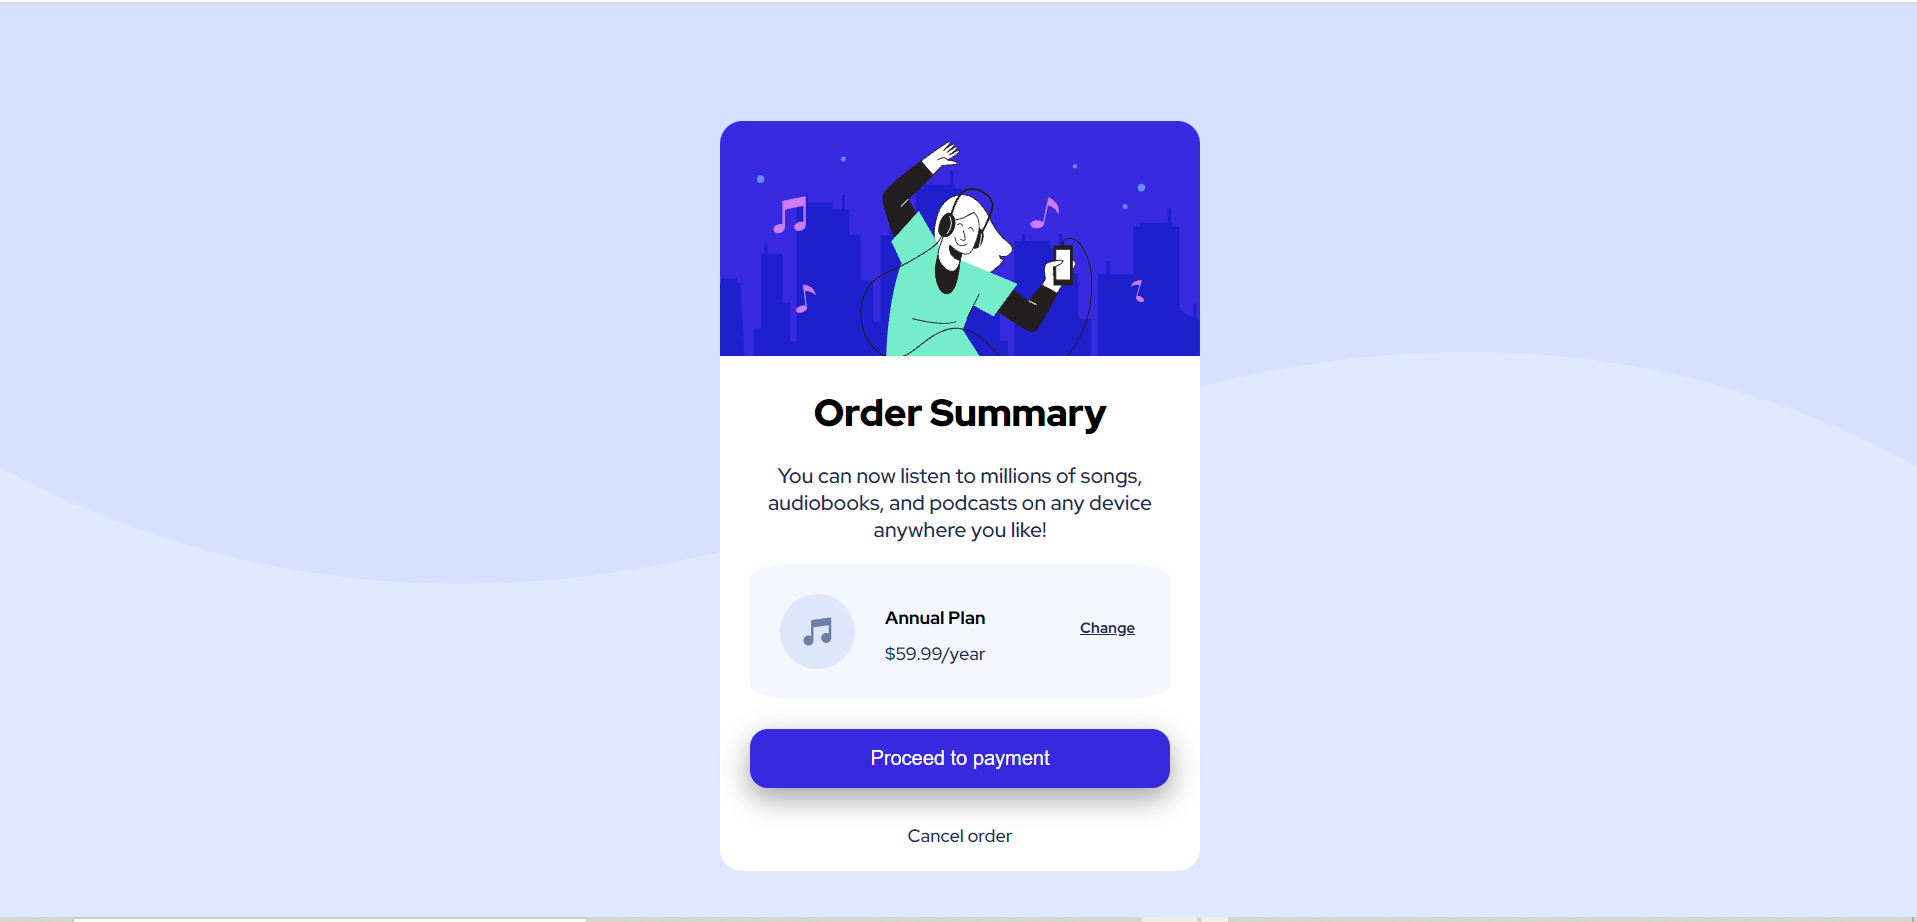 Order Summary
You can now listen to millions of songs,
audiobooks, and podcasts on any device
anywhere you like!
Annual Plan
Change
$59.99/year
Proceed to payment
Cancel order